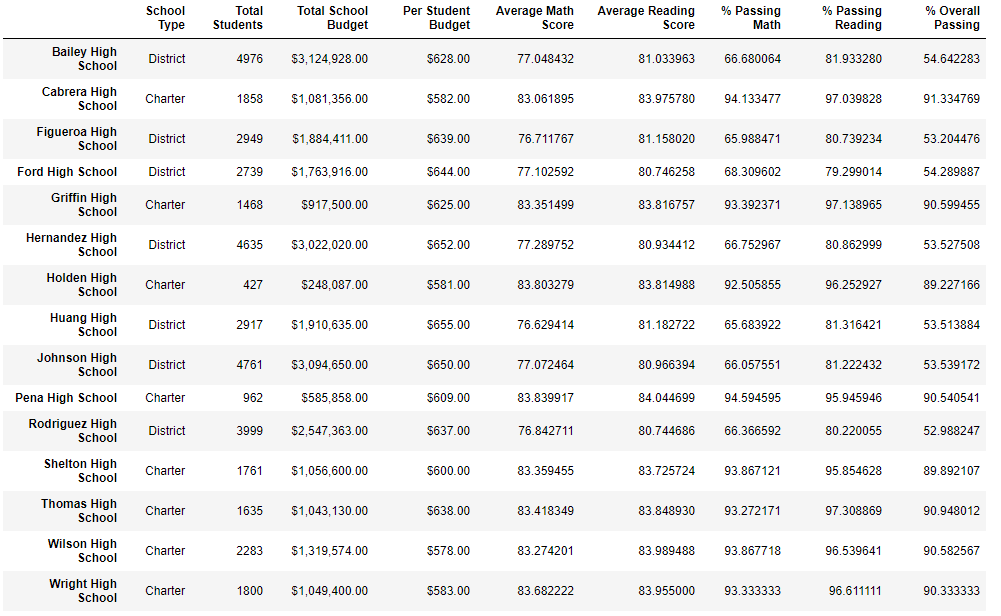 School Type Total Students Total School Budget Per Student Budget Average Math Score Average Reading Score % Passing Math % Passing Reading % Overall Passing
Bailey High School District 4976 $3,124,928.00 $628.00 77.048432 81.033963 66.680064 81.933280 54.642283
Cabrera High School Charter 1858 $1,081,356.00 $582.00 83.061895 83.975780 94.133477 97.039828 91.334769
Figueroa High School District 2949 $1,884,411.00 $639.00 76.711767 81.158020 65.988471 80.739234 53.204476
Ford High School District 2739 $1,763,916.00 $644.00 77.102592 80.746258 68.309602 79.299014 54.289887
Griffin High School Charter 1468 $917,500.00 $625.00 83.351499 83.816757 93.392371 97.138965 90.599455
Hernandez High School District 4635 $3,022,020.00 $652.00 77.289752 80.934412 66.752967 80.862999 53.527508
Holden High School Charter 427 $248,087.00 $581.00 83.803279 83.814988 92.505855 96.252927 89.227166
Huang High School District 2917 $1,910,635.00 $655.00 76.629414 81.182722 65.683922 81.316421 53.513884
Johnson High School District 4761 $3,094,650.00 $650.00 77.072464 80.966394 66.057551 81.222432 53.539172
Pena High School Charter 962 $585,858.00 $609.00 83.839917 84.044699 94.594595 95.945946 90.540541
Rodriguez High School District 3999 $2,547,363.00 $637.00 76.842711 80.744686 66.366592 80.220055 52.988247
Shelton High School Charter 1761 $1,056,600.00 $600.00 83.359455 83.725724 93.867121 95.854628 89.892107
Thomas High School Charter 1635 $1,043,130.00 $638.00 83.418349 83.848930 93.272171 97.308869 90.948012
Wilson High School Charter 2283 $1,319,574.00 $578.00 83.274201 83.989488 93.867718 96.539641 90.582567
Wright High School Charter 1800 $1,049,400.00 $583.00 83.682222 83.955000 93.333333 96.611111 90.333333